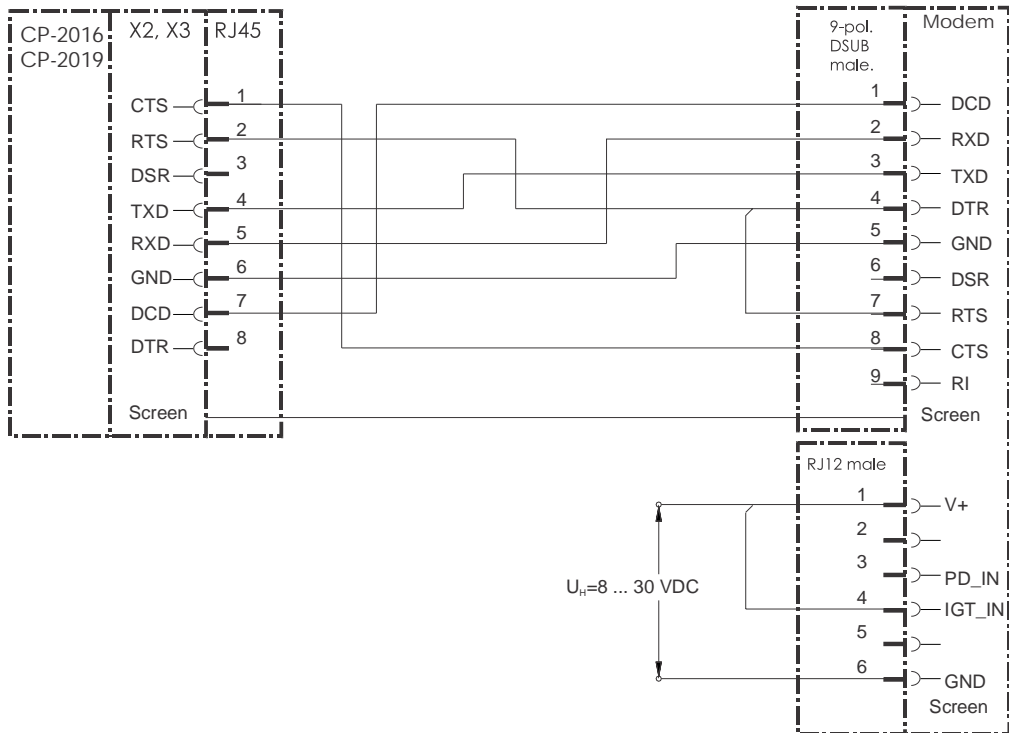 CP-2016
CP-2019
X2, X3
RJ45
CTS 1
RTS 2
DSR 3
TXD 4
RXD 5
GND 6
DCD 7
DTR 8
Screen
9-pol.
DSUB
male.
Modem
1 DCD
2 RXD
3 TXD
4 DTR
5 GND
6 DSR
7 RTS
8 CTS
9 RI
Screen
RJ12 male
1 V+
2
3 PD_IN
4 IGT_IN
5
6 GND
Screen
UH=8 ... 30 VDC